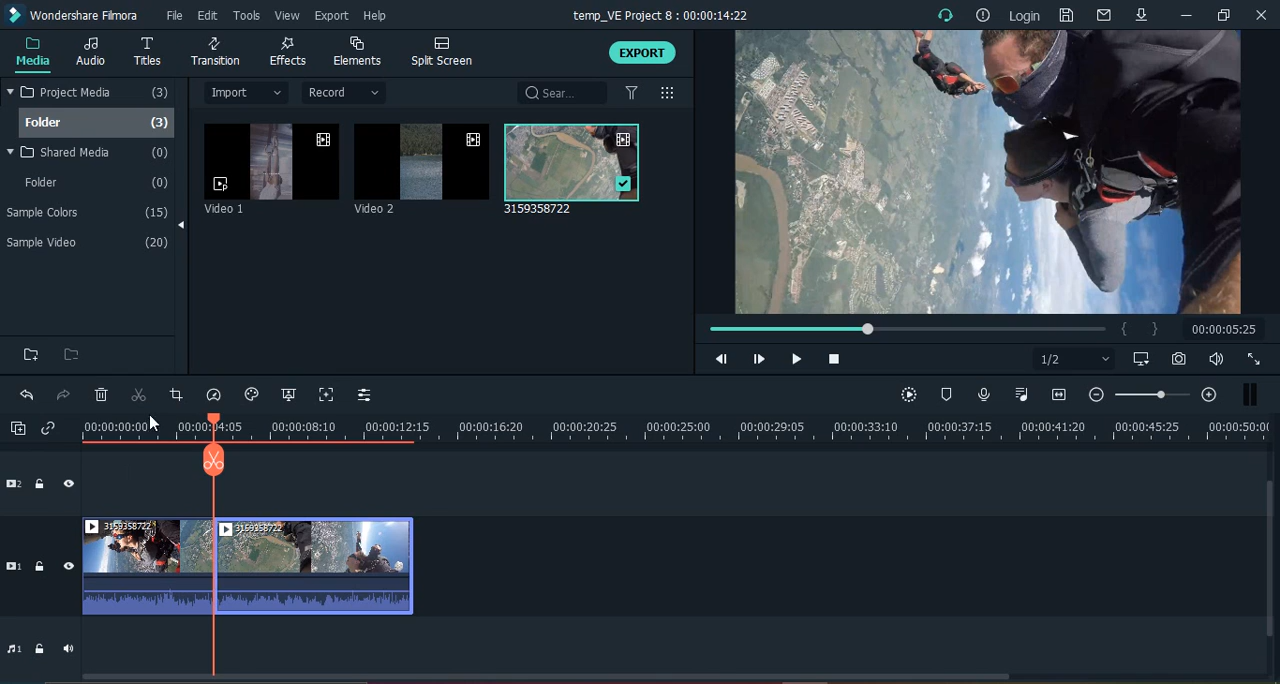 Wondershare Filmora File Edit Tools View Export Help temp_VE Project 8 : 00:00:14:22 Login
Media Audio Titles Transition Effects Elements Split Screen EXPORT
Project Media (3) Import Record Sear...
Folder (3)
Shared Media (0)
Folder (0)
Sample Colors (15)
Sample Video (20)
Video 1 Video 2 3159358722
{ } 00:00:05:25
1/2
00:00:00:00 00:00:04:05 00:00:08:10 00:00:12:15 00:00:16:20 00:00:20:25 00:00:25:00 00:00:29:05 00:00:33:10 00:00:37:15 00:00:41:20 00:00:45:25 00:00:50:0
2
3159358722 3159358722
1
1